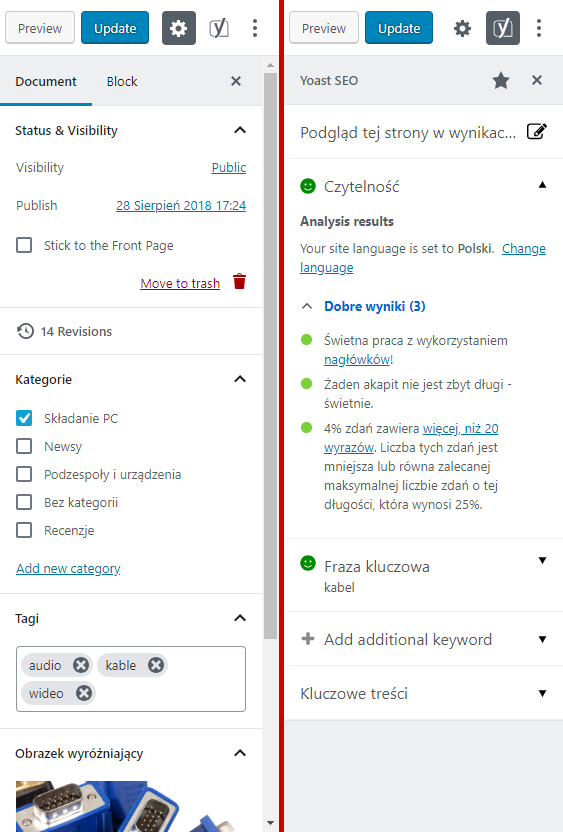 Preview
Update
Document
Block
Status & Visibility
Visibility
Public
Publish
28 Sierpień 2018 17:24
Stick to the Front Page
Move to trash
14 Revisions
Kategorie
Składanie PC
Newsy
Podzespoły i urządzenia
Bez kategorii
Recenzje
Add new category
Tagi
audio
kable
wideo
Obrazek wyróżniający
Preview
Update
Yoast SEO
Podgląd tej strony w wynikac...
Czytelność
Analysis results
Your site language is set to Polski. Change
language
Dobre wyniki (3)
Świetna praca z wykorzystaniem
nagłówków!
Żaden akapit nie jest zbyt długi -
świetnie.
4% zdań zawiera więcej, niż 20
wyrazów. Liczba tych zdań jest
mniejsza lub równa zalecanej
maksymalnej liczbie zdań o tej
długości, która wynosi 25%.
Fraza kluczowa
kabel
Add additional keyword
Kluczowe treści